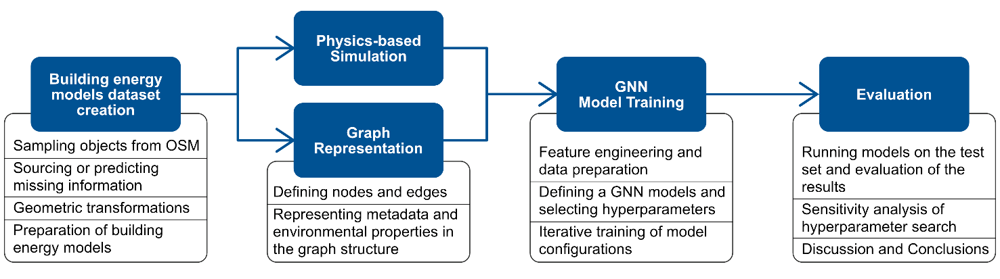 Building energy
models dataset
creation
Sampling objects from OSM
Sourcing or predicting
missing information
Geometric transformations
Preparation of building
energy models
Physics-based
Simulation
Graph
Representation
Defining nodes and edges
Representing metadata and
environmental properties in
the graph structure
GNN
Model Training
Feature engineering and
data preparation
Defining a GNN models and
selecting hyperparameters
Iterative training of model
configurations
Evaluation
Running models on the test
set and evaluation of the
results
Sensitivity analysis of
hyperparameter search
Discussion and Conclusions